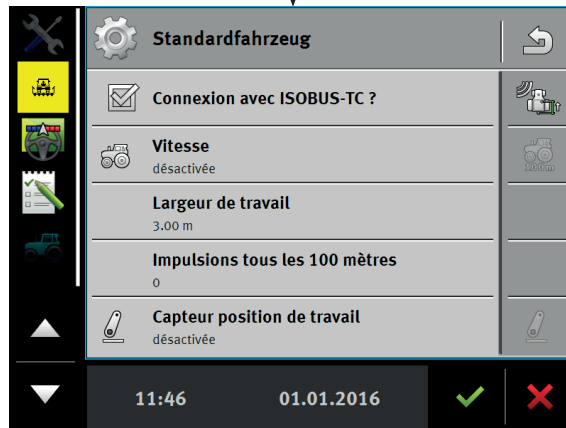 Standardfahrzeug
Connexion avec ISOBUS-TC ?
Vitesse
désactivée
Largeur de travail
3.00 m
Impulsions tous les 100 mètres
0
Capteur position de travail
désactivée
100m
11:46 01.01.2016